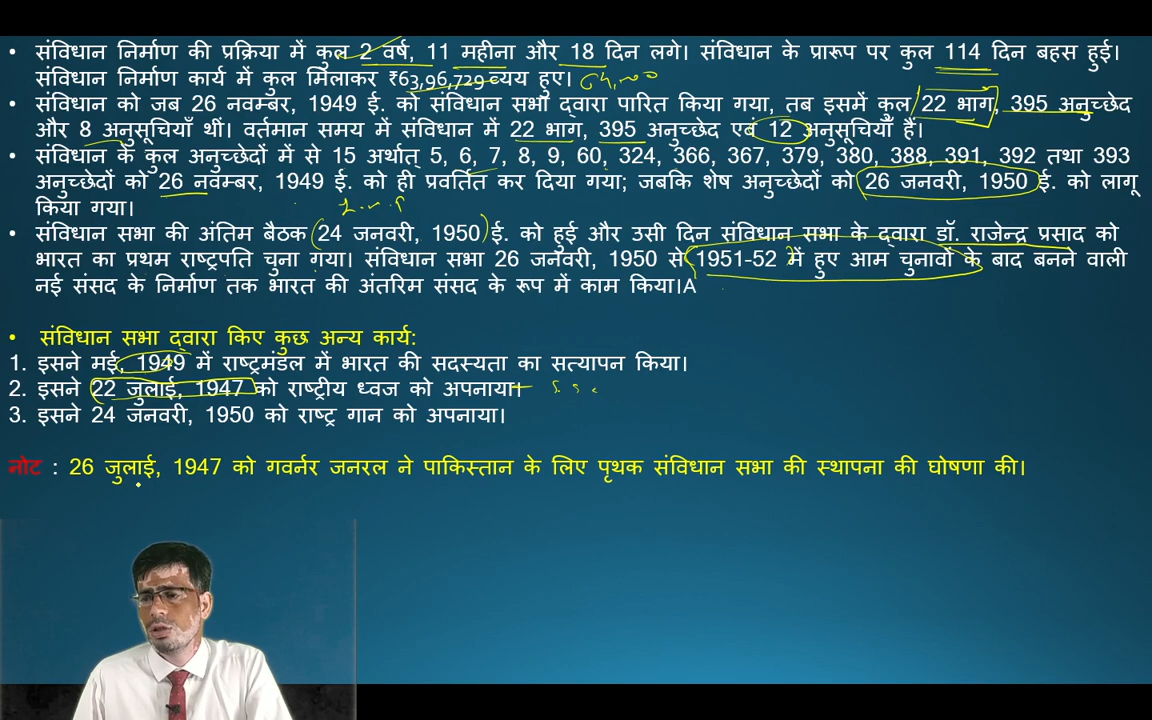 • संविधान निर्माण की प्रक्रिया में कुल 2 वर्ष, 11 महीना और 18 दिन लगे। संविधान के प्रारूप पर कुल 114 दिन बहस हुई।
संविधान निर्माण कार्य में कुल मिलाकर ₹63,96,729 व्यय हुए।
• संविधान को जब 26 नवम्बर, 1949 ई. को संविधान सभा द्वारा पारित किया गया, तब इसमें कुल 22 भाग, 395 अनुच्छेद
और 8 अनुसूचियाँ थीं। वर्तमान समय में संविधान में 22 भाग, 395 अनुच्छेद एवं 12 अनुसूचियाँ हैं।
• संविधान के कुल अनुच्छेदों में से 15 अर्थात् 5, 6, 7, 8, 9, 60, 324, 366, 367, 379, 380, 388, 391, 392 तथा 393
अनुच्छेदों को 26 नवम्बर, 1949 ई. को ही प्रवर्तित कर दिया गया; जबकि शेष अनुच्छेदों को 26 जनवरी, 1950 ई. को लागू
किया गया।
• संविधान सभा की अंतिम बैठक 24 जनवरी, 1950 ई. को हुई और उसी दिन संविधान सभा के द्वारा डॉ. राजेन्द्र प्रसाद को
भारत का प्रथम राष्ट्रपति चुना गया। संविधान सभा 26 जनवरी, 1950 से 1951-52 में हुए आम चुनावों के बाद बनने वाली
नई संसद के निर्माण तक भारत की अंतरिम संसद के रूप में काम किया।A
• संविधान सभा द्वारा किए कुछ अन्य कार्य:
1. इसने मई, 1949 में राष्ट्रमंडल में भारत की सदस्यता का सत्यापन किया।
2. इसने 22 जुलाई, 1947 को राष्ट्रीय ध्वज को अपनाया।
3. इसने 24 जनवरी, 1950 को राष्ट्र गान को अपनाया।
नोट : 26 जुलाई, 1947 को गवर्नर जनरल ने पाकिस्तान के लिए पृथक संविधान सभा की स्थापना की घोषणा की।